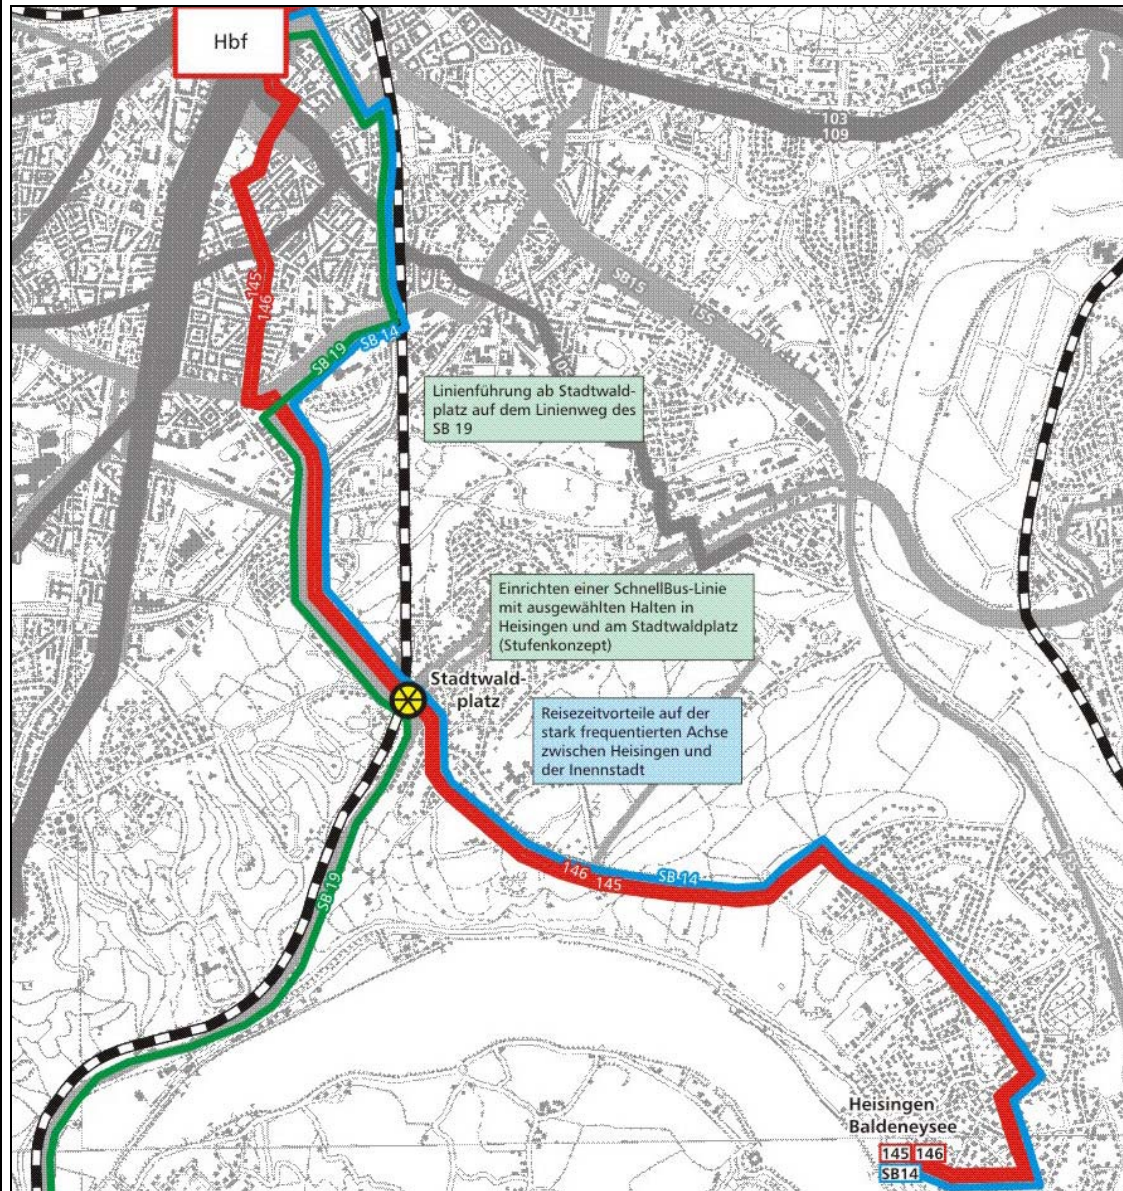 Hbf
103
109
145
146
SB15
155
SB 19
SB 14
Linienführung ab Stadtwald-
platz auf dem Linienweg des
SB 19
Einrichten einer SchnellBus-Linie
mit ausgewählten Halten in
Heisingen und am Stadtwaldplatz
(Stufenkonzept)
Stadtwald-
platz
Reisezeitvorteile auf der
stark frequentierten Achse
zwischen Heisingen und
der Inennstadt
146
145
SB 14
SB 19
Heisingen
Baldeneysee
145 146
SB14